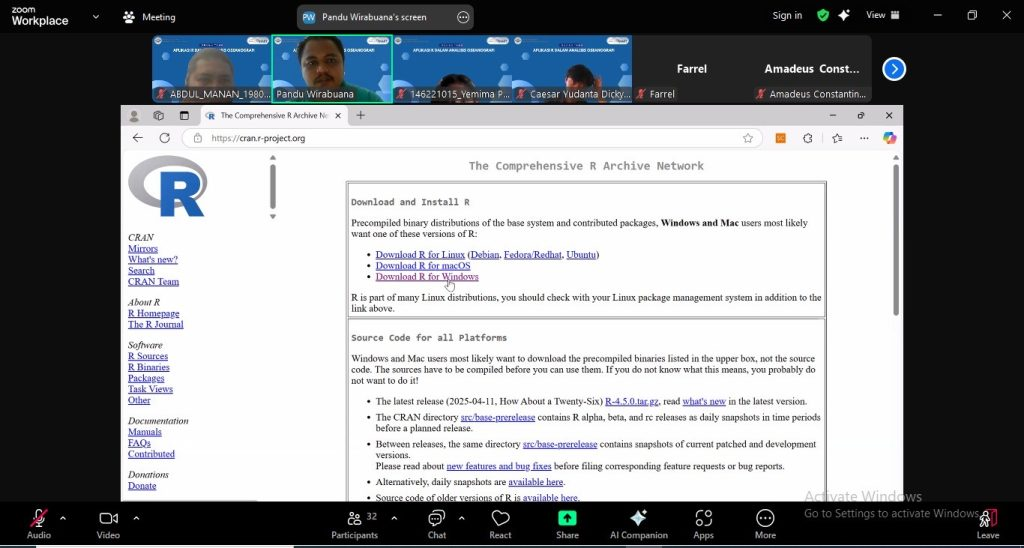 zoom
Workplace
Meeting
PW Pandu Wirabuana's screen
Sign in
View
APLIKASI R DALAM ANALISIS OSEANOGRAFI
ABDUL_MANAN_1980...
APLIKASI R DALAM ANALISIS OSEANOGRAFI
Pandu Wirabuana
APLIKASI R DALAM ANALISIS OSEANOGRAFI
146221015_Yemima P...
APLIKASI R DALAM ANALISIS OSEANOGRAFI
Caesar Yudanta Dicky...
Farrel
Farrel
Amadeus Const...
Amadeus Constantin...
The Comprehensive R Archive Ne
https://cran.r-project.org
R
CRAN
Mirrors
What's new?
Search
CRAN Team
About R
R Homepage
The R Journal
Software
R Sources
R Binaries
Packages
Task Views
Other
Documentation
Manuals
FAQs
Contributed
Donations
Donate
The Comprehensive R Archive Network
Download and Install R
Precompiled binary distributions of the base system and contributed packages, Windows and Mac users most likely
want one of these versions of R:
• Download R for Linux (Debian, Fedora/Redhat, Ubuntu)
• Download R for macOS
• Download R for Windows
R is part of many Linux distributions, you should check with your Linux package management system in addition to the
link above.
Source Code for all Platforms
Windows and Mac users most likely want to download the precompiled binaries listed in the upper box, not the source
code. The sources have to be compiled before you can use them. If you do not know what this means, you probably do
not want to do it!
• The latest release (2025-04-11, How About a Twenty-Six) R-4.5.0.tar.gz, read what's new in the latest version.
• The CRAN directory src/base-prerelease contains R alpha, beta, and rc releases as daily snapshots in time periods
before a planned release.
• Between releases, the same directory src/base-prerelease contains snapshots of current patched and development
versions.
Please read about new features and bug fixes before filing corresponding feature requests or bug reports.
• Alternatively, daily snapshots are available here.
• Source code of older versions of R is available here.
Activate Windows
Go to Settings to activate Windows.
Audio
Video
32
Participants
Chat
React
Share
AI Companion
Apps
More
Leave